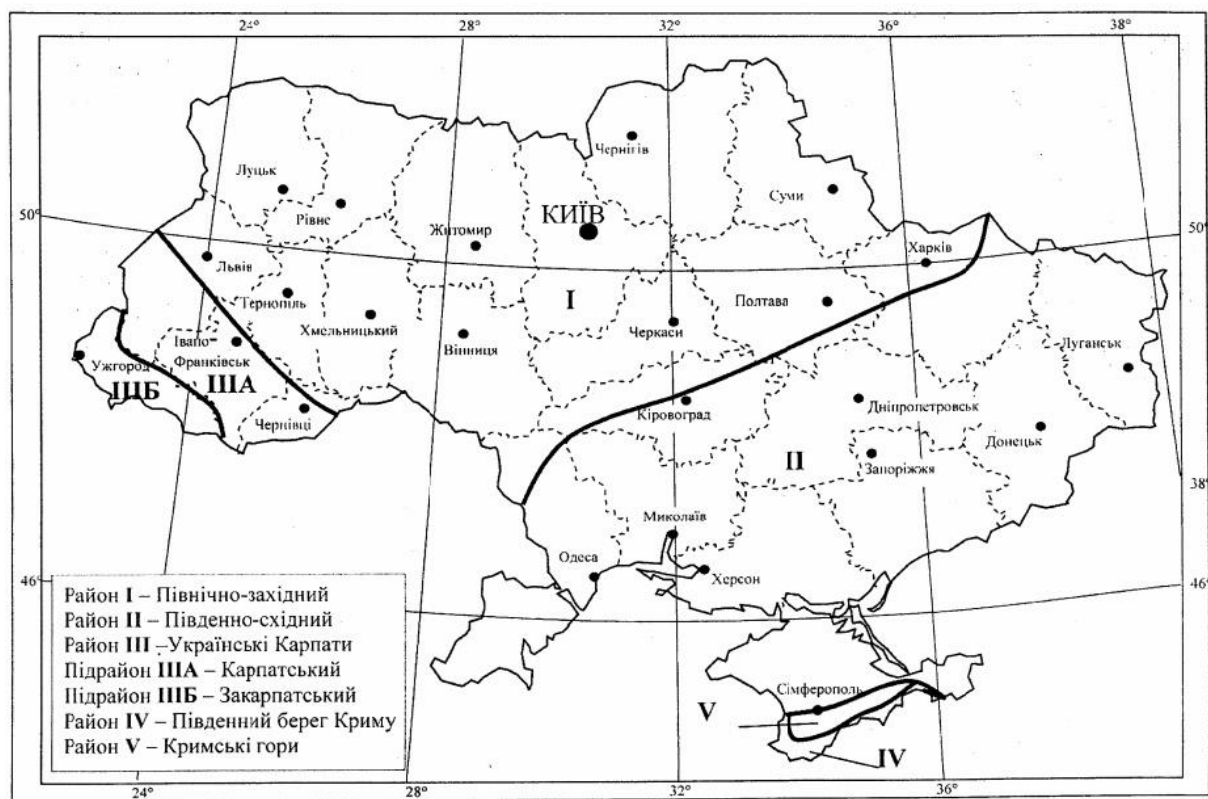 24°
28°
32°
36°
38°
50°
50°
Чернігів
Луцьк
Суми
Рівне
КИЇВ
Житомир
Харків
Львів
Тернопіль
I
Полтава
Хмельницький
Черкаси
Івано-
Франківськ
Вінниця
Луганськ
Ужгород
IIIА
IIIБ
Чернівці
Кіровоград
Дніпропетровськ
Донецьк
II
Запоріжжя
38°
Миколаїв
Одеса
Херсон
46°
46°
Район I – Північно-західний
Район II – Південно-східний
Район III –Українські Карпати
Підрайон IIIА – Карпатський
Підрайон IIIБ – Закарпатський
Район IV – Південний берег Криму
Район V – Кримські гори
Сімферополь
V
IV
24°
28°
32°
36°